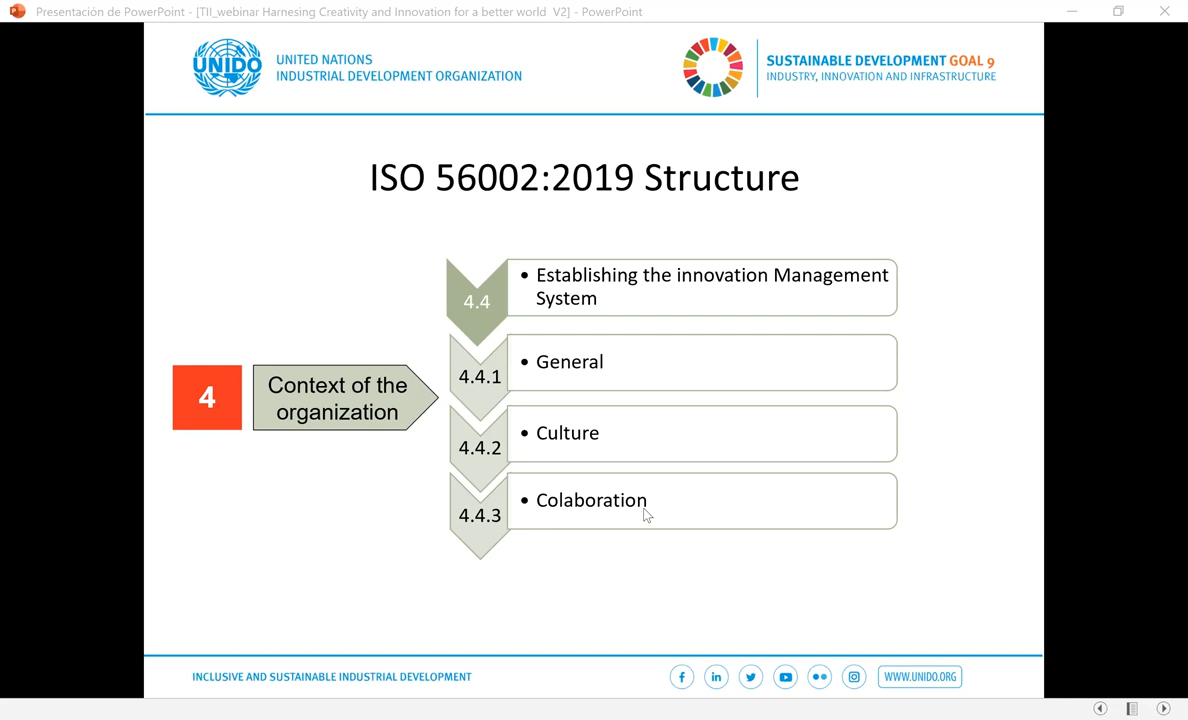 Presentación de PowerPoint - [TII_webinar Harnesing Creativity and Innovation for a better world  V2] - PowerPoint
UNIDO
UNITED NATIONS
INDUSTRIAL DEVELOPMENT ORGANIZATION
SUSTAINABLE DEVELOPMENT GOAL 9
INDUSTRY, INNOVATION AND INFRASTRUCTURE
ISO 56002:2019 Structure
4
Context of the
organization
4.4
• Establishing the innovation Management
System
4.4.1
• General
4.4.2
• Culture
4.4.3
• Colaboration
INCLUSIVE AND SUSTAINABLE INDUSTRIAL DEVELOPMENT
WWW.UNIDO.ORG